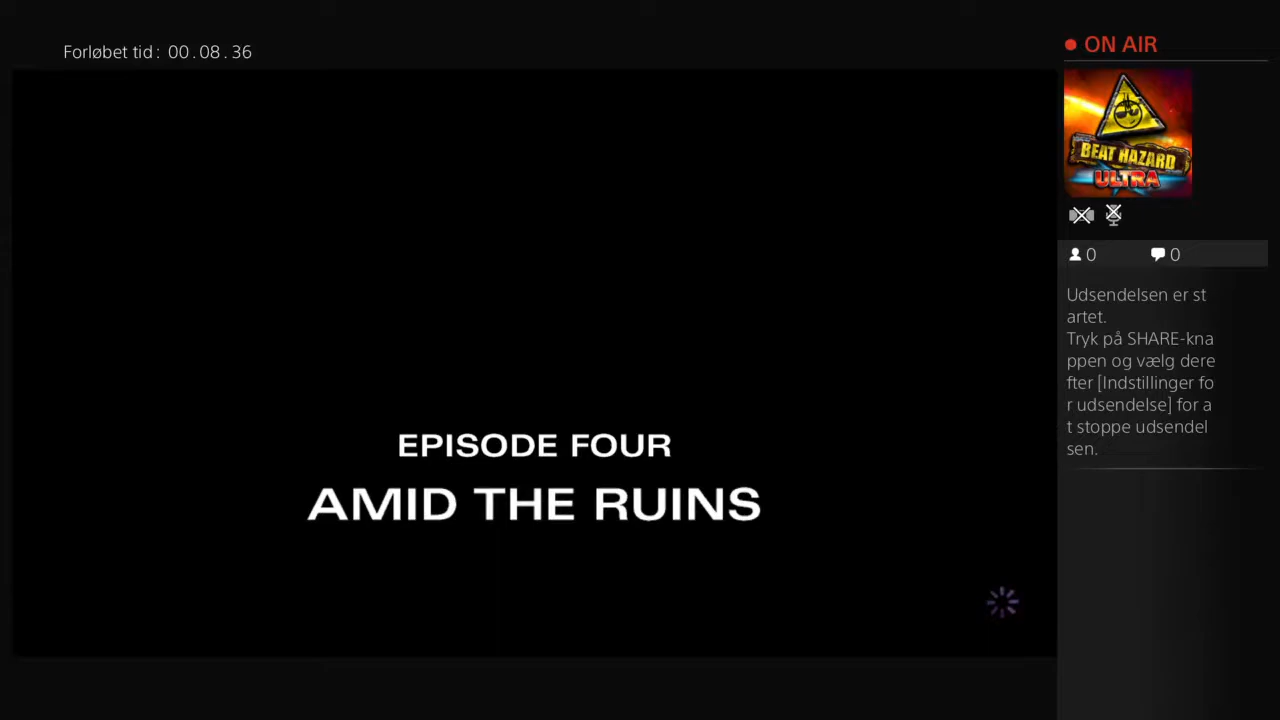 Forløbet tid: 00.08.36
ON AIR
BEAT HAZARD
ULTRA
0
0
Udsendelsen er st
artet.
Tryk på SHARE-kna
ppen og vælg dere
fter [Indstillinger fo
r udsendelse] for a
t stoppe udsendel
sen.
EPISODE FOUR
AMID THE RUINS